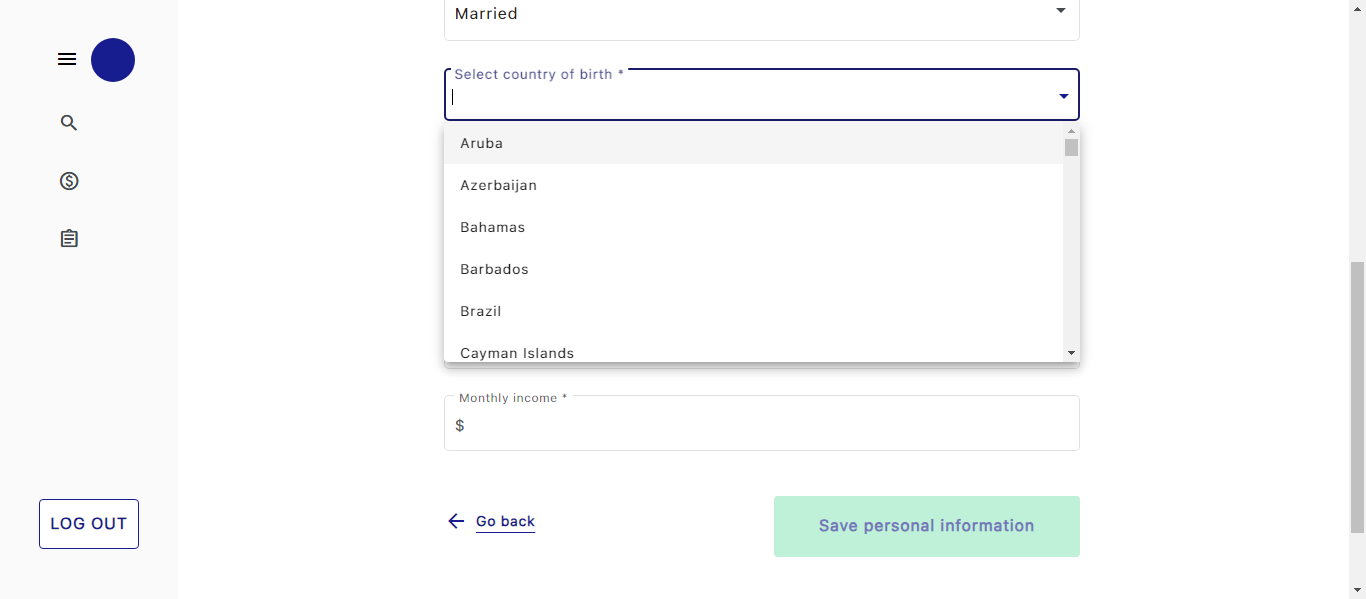 Married
Select country of birth *
Aruba
Azerbaijan
Bahamas
Barbados
Brazil
Cayman Islands
Monthly income *
$
LOG OUT
Go back
Save personal information